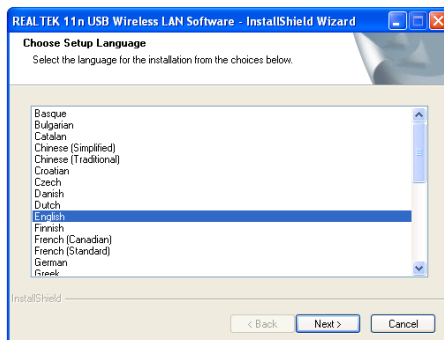 REALTEK 11n USB Wireless LAN Software - InstallShield Wizard
Choose Setup Language
Select the language for the installation from the choices below.
Basque
Bulgarian
Catalan
Chinese (Simplified)
Chinese (Traditional)
Croatian
Czech
Danish
Dutch
English
Finnish
French (Canadian)
French (Standard)
German
Greek
InstallShield
< Back Next > Cancel